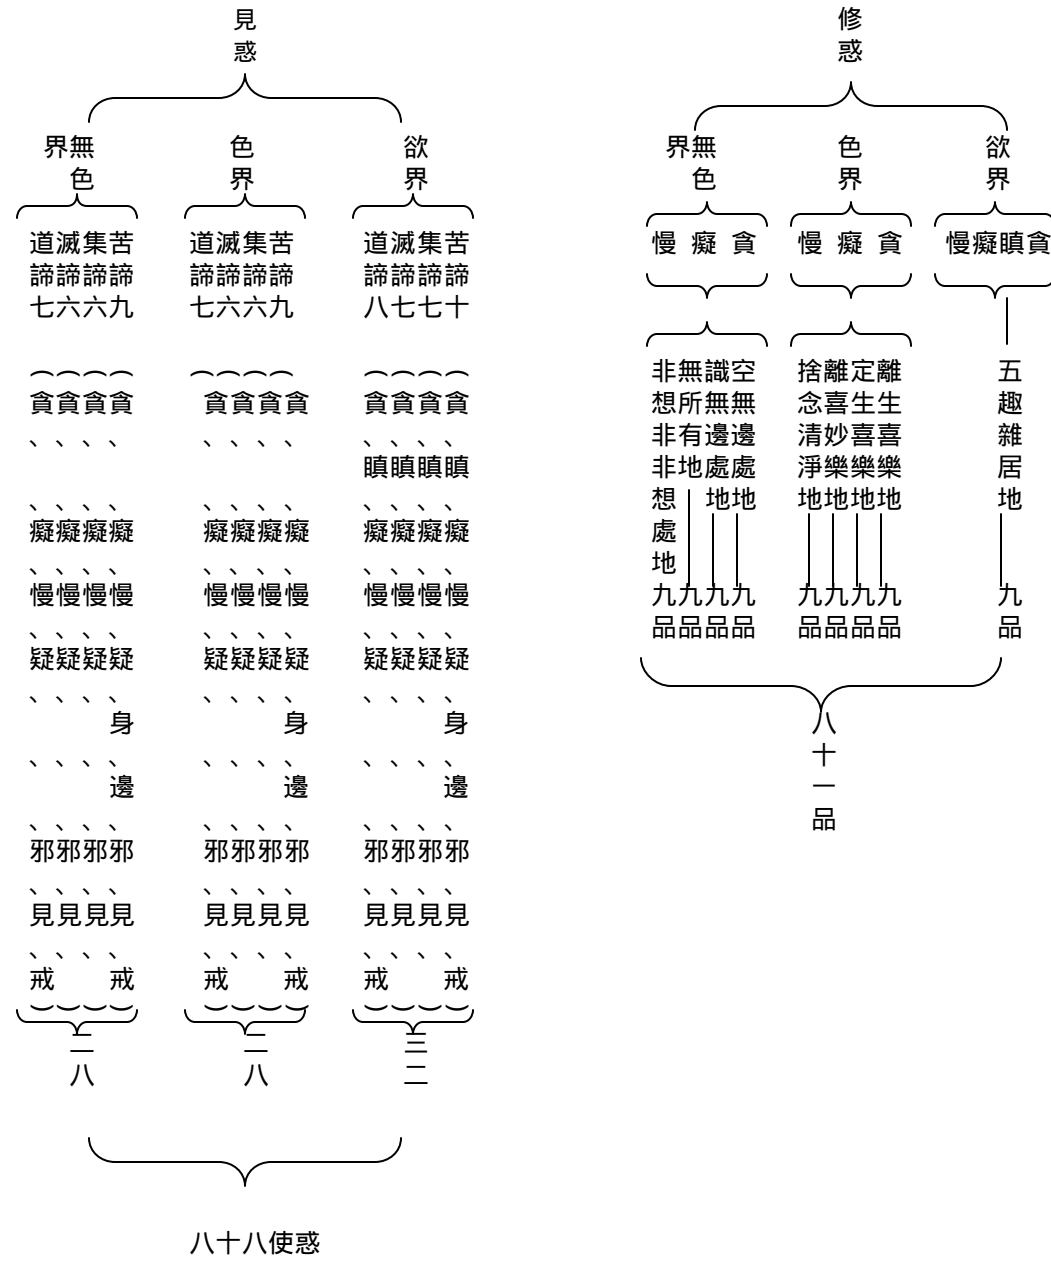 修惑
欲界
貪瞋癡慢
五趣雜居地
九品
色界
貪癡慢
離生喜樂地九品
定生喜樂地九品
離喜妙樂地九品
捨念清淨地九品
無色界
貪癡慢
空無邊處地九品
識無邊處地九品
無所有地九品
非想非非想處地九品
八十一品
見惑
欲界
苦諦十（貪、瞋、癡、慢、疑、身、邊、邪、見、戒）
集諦七（貪、瞋、癡、慢、疑、　、　、邪、見、　）
滅諦七（貪、瞋、癡、慢、疑、　、　、邪、見、　）
道諦八（貪、瞋、癡、慢、疑、　、　、邪、見、戒）
三二
色界
苦諦九（貪、　、癡、慢、疑、身、邊、邪、見、戒）
集諦六（貪、　、癡、慢、疑、　、　、邪、見、　）
滅諦六（貪、　、癡、慢、疑、　、　、邪、見、　）
道諦七（貪、　、癡、慢、疑、　、　、邪、見、戒）
二八
無色界
苦諦九（貪、　、癡、慢、疑、身、邊、邪、見、戒）
集諦六（貪、　、癡、慢、疑、　、　、邪、見、　）
滅諦六（貪、　、癡、慢、疑、　、　、邪、見、　）
道諦七（貪、　、癡、慢、疑、　、　、邪、見、戒）
二八
八十八使惑